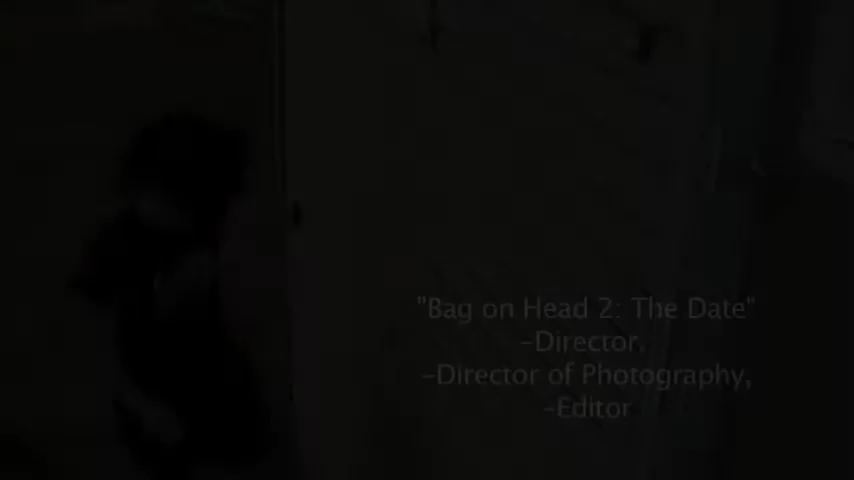 "Bag on Head 2: The Date"
-Director.
-Director of Photography,
-Editor